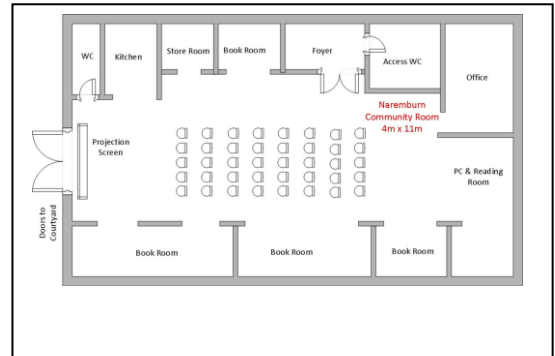 WC
Kitchen
Store Room
Book Room
Foyer
Access WC
Office
Naremburn
Community Room
4m x 11m
Projection
Screen
PC & Reading
Room
Doors to
Courtyard
Book Room
Book Room
Book Room